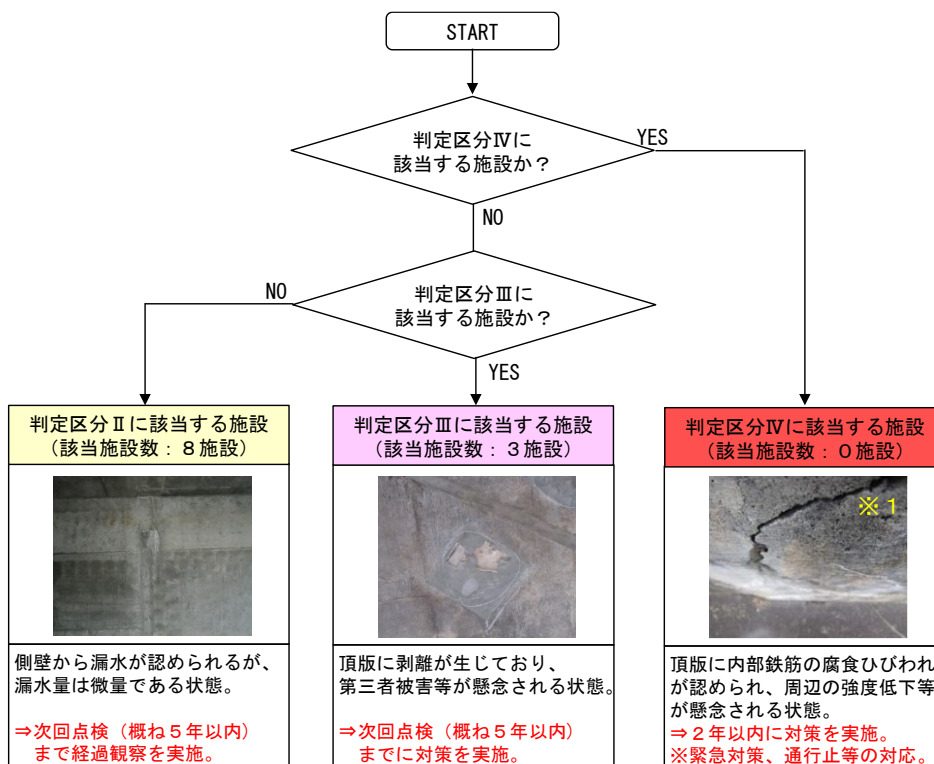 START
判定区分Ⅳに
該当する施設か？
YES
NO
判定区分Ⅲに
該当する施設か？
NO
YES
判定区分Ⅱに該当する施設
（該当施設数：８施設）
側壁から漏水が認められるが、
漏水量は微量である状態。
⇒次回点検（概ね５年以内）
まで経過観察を実施。
判定区分Ⅲに該当する施設
（該当施設数：３施設）
頂版に剥離が生じており、
第三者被害等が懸念される状態。
⇒次回点検（概ね５年以内）
までに対策を実施。
判定区分Ⅳに該当する施設
（該当施設数：０施設）
※１
頂版に内部鉄筋の腐食ひびわれ
が認められ、周辺の強度低下等
が懸念される状態。
⇒２年以内に対策を実施。
※緊急対策、通行止等の対応。